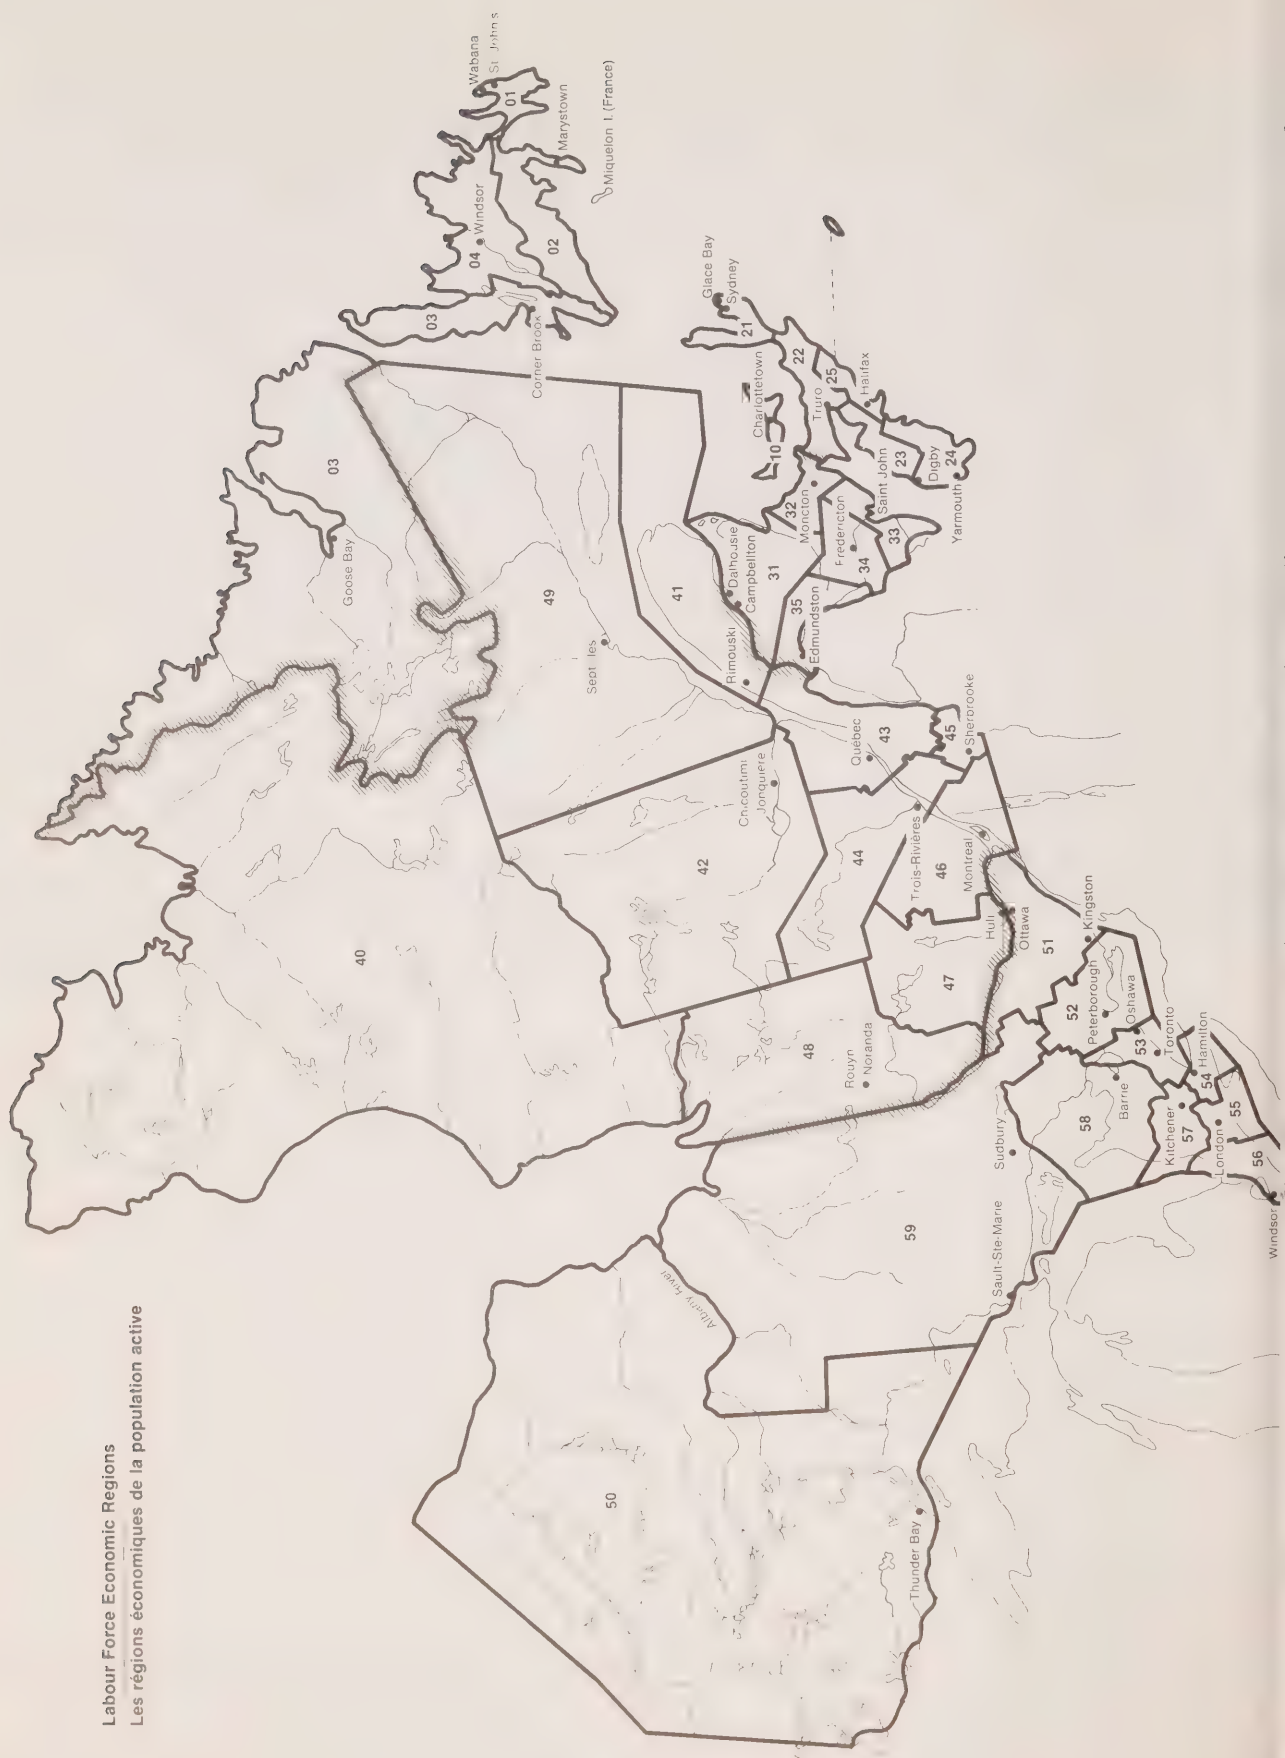 Labour Force Economic Regions
Les régions économiques de la population active
Wabana
St. John's
01
Marystown
Miquelon I. (France)
04
Windsor
02
03
Corner Brook
03
Goose Bay
Glace Bay
Sydney
21
22
25
Halifax
Truro
Charlottetown
10
23
Digby
24
Yarmouth
Saint John
33
32
Moncton
Fredericton
34
31
35
Edmundston
Dalhousie
Campbellton
41
Rimouski
49
Sept Iles
40
42
Chicoutimi
Jonquière
Québec
43
45
Sherbrooke
44
Trois-Rivières
46
Montreal
47
Hull
Ottawa
51
Kingston
48
Rouyn
Noranda
52
Peterborough
Oshawa
53
Toronto
54
Hamilton
55
58
Barrie
Kitchener
57
London
56
Windsor
59
Sudbury
Sault-Ste-Marie
Albany River
50
Thunder Bay